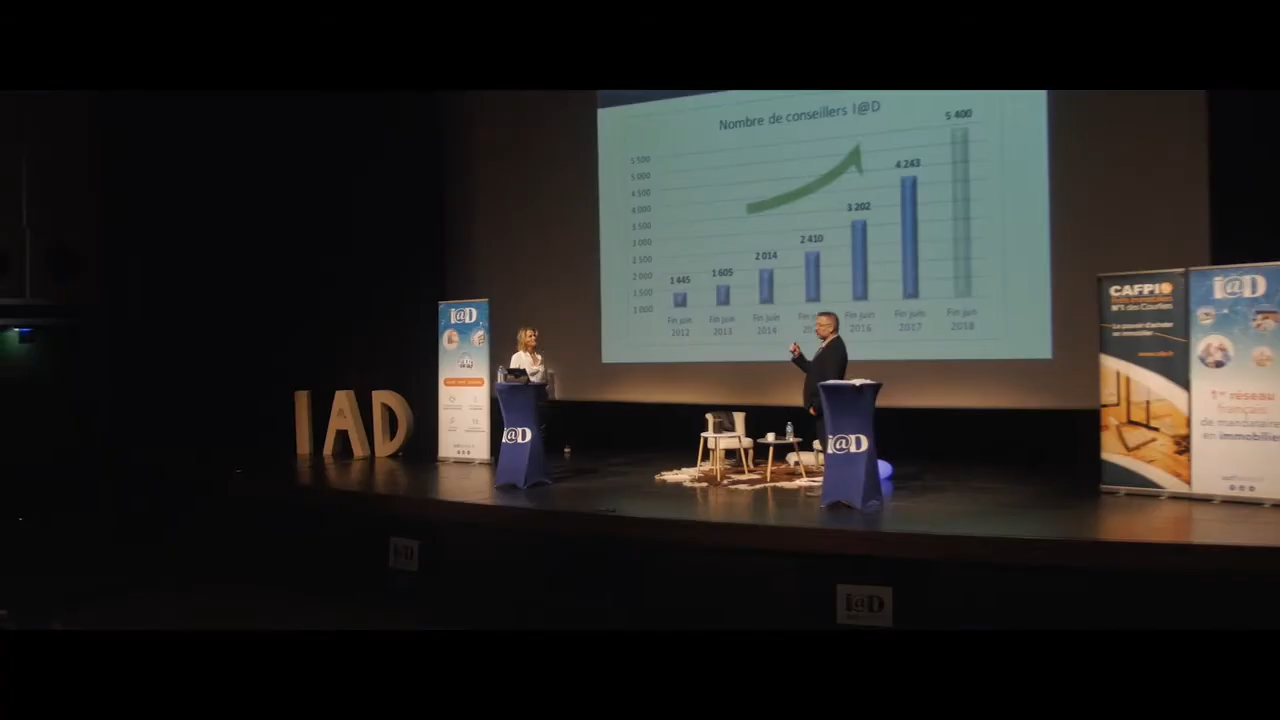 Nombre de conseillers I@D
5 500
5 000
4 500
4 000
3 500
3 000
2 500
2 000
1 500
1 000
1 445
1 605
2 014
2 410
3 202
4 243
5 400
Fin juin 2012
Fin juin 2013
Fin juin 2014
Fin juin 2016
Fin juin 2017
Fin juin 2018
IAD
i@D
i@D
i@D
CAFPI
N°1 des Courtiers
i@D
1er réseau
français
de mandataires
en immobilier
i@D
i@D